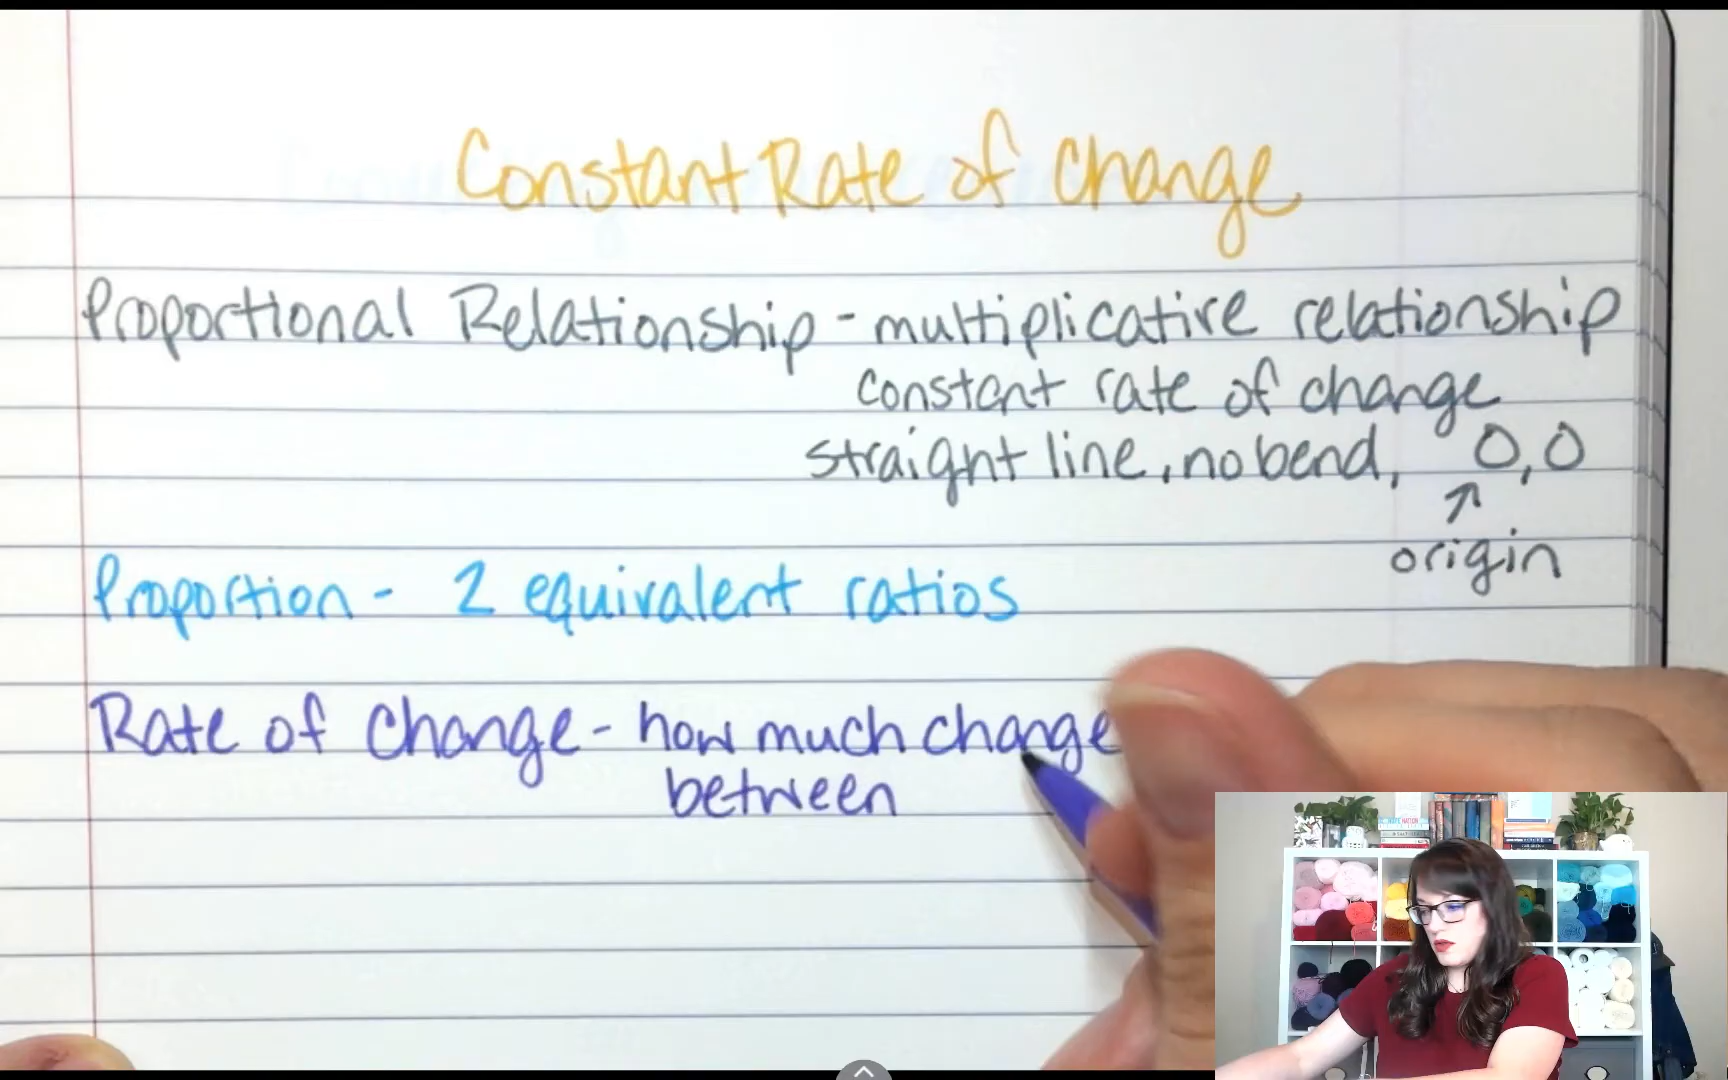 Constant Rate of Change
Proportional Relationship - multiplicative relationship
constant rate of change
straight line, no bend, 0,0
↗
origin
Proportion - 2 equivalent ratios
Rate of Change - how much change
between